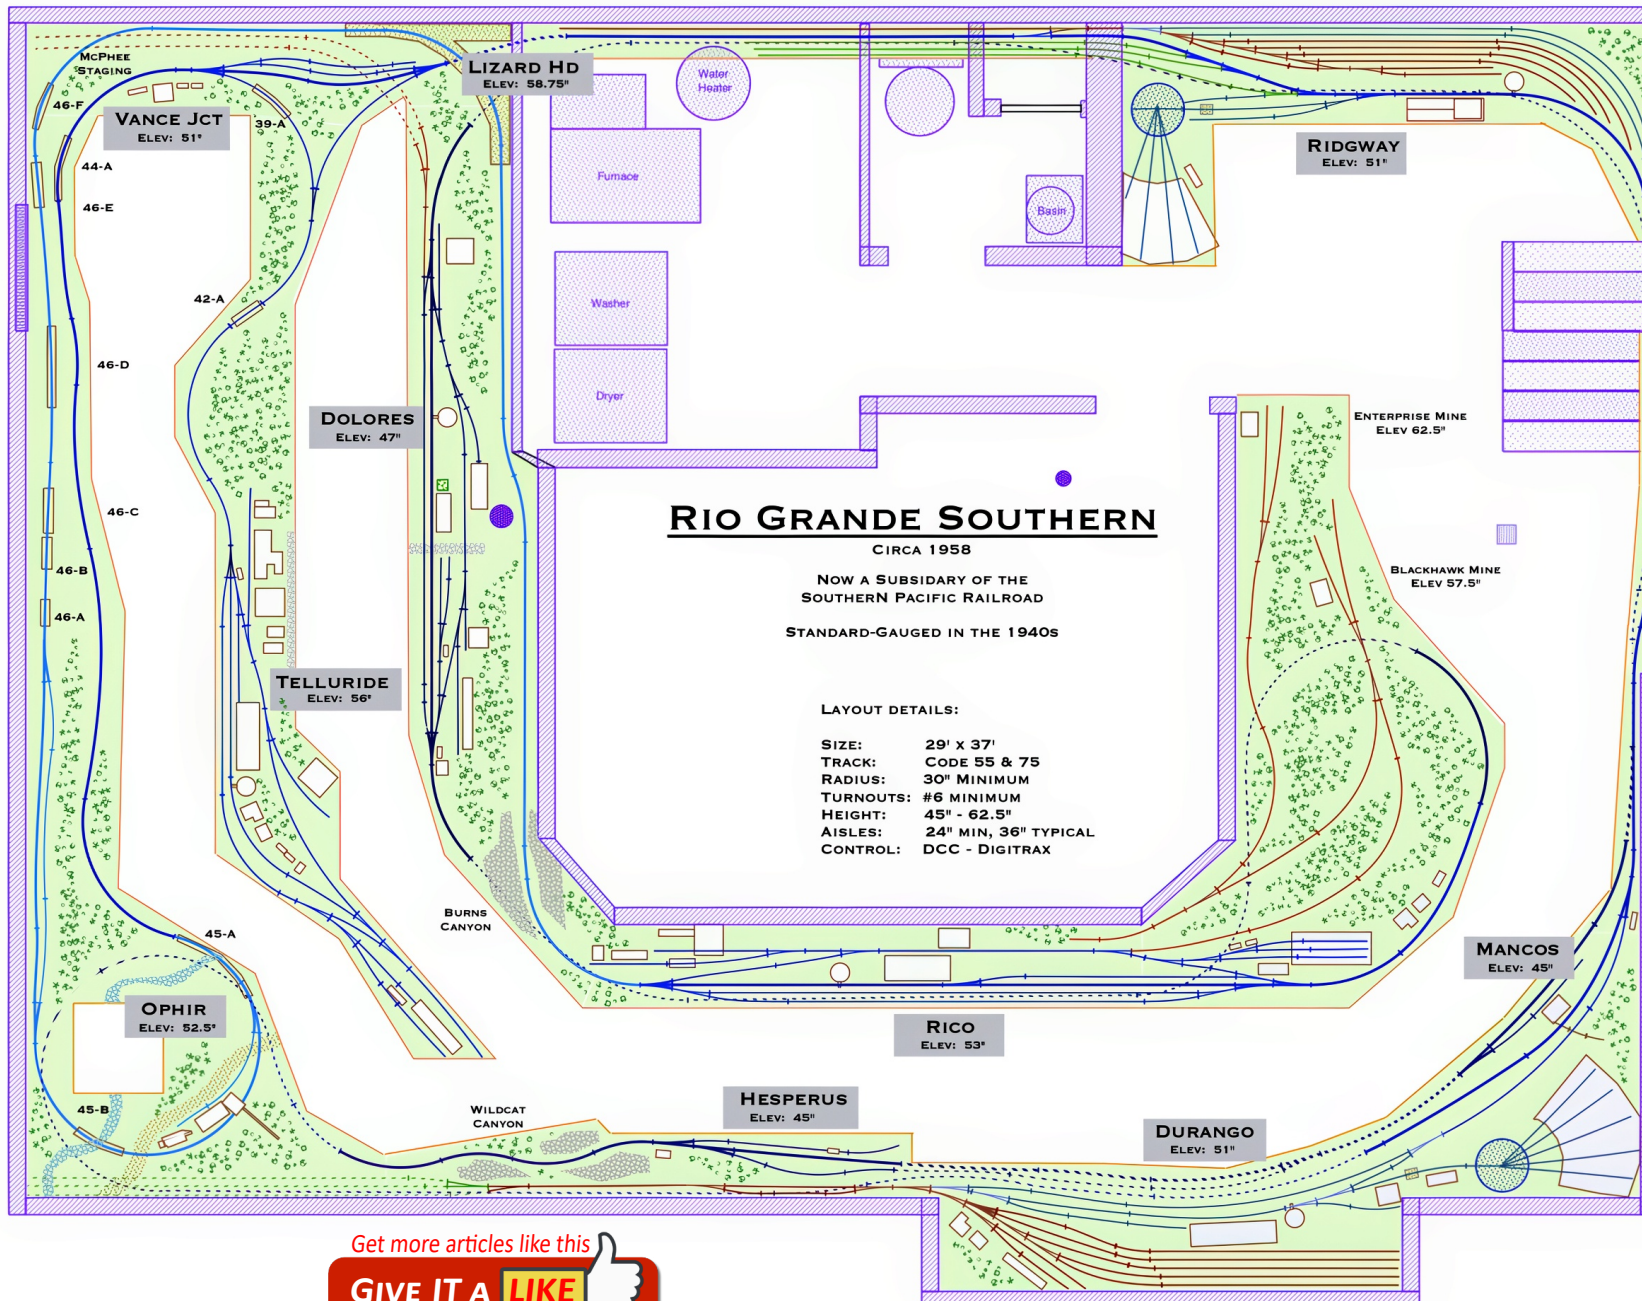 McPhee
Staging
46-F
Vance Jct
Elev: 51"
39-A
Lizard Hd
Elev: 58.75"
Water
Heater
Furnace
Basin
Ridgway
Elev: 51"
44-A
46-E
42-A
Washer
46-D
Dryer
Dolores
Elev: 47"
Enterprise Mine
Elev 62.5"
46-C
Rio Grande Southern
Circa 1958
Now a Subsidary of the
SoutherN Pacific Railroad
Standard-Gauged in the 1940s
46-B
Blackhawk Mine
Elev 57.5"
46-A
Telluride
Elev: 56"
Layout details:
Size: 29' x 37'
Track: Code 55 & 75
Radius: 30" Minimum
Turnouts: #6 minimum
Height: 45" - 62.5"
Aisles: 24" min, 36" typical
Control: DCC - Digitrax
Burns
Canyon
45-A
Mancos
Elev: 45"
Ophir
Elev: 52.5"
Rico
Elev: 53"
45-B
Wildcat
Canyon
Hesperus
Elev: 45"
Durango
Elev: 51"
Get more articles like this
Give IT a LIKE